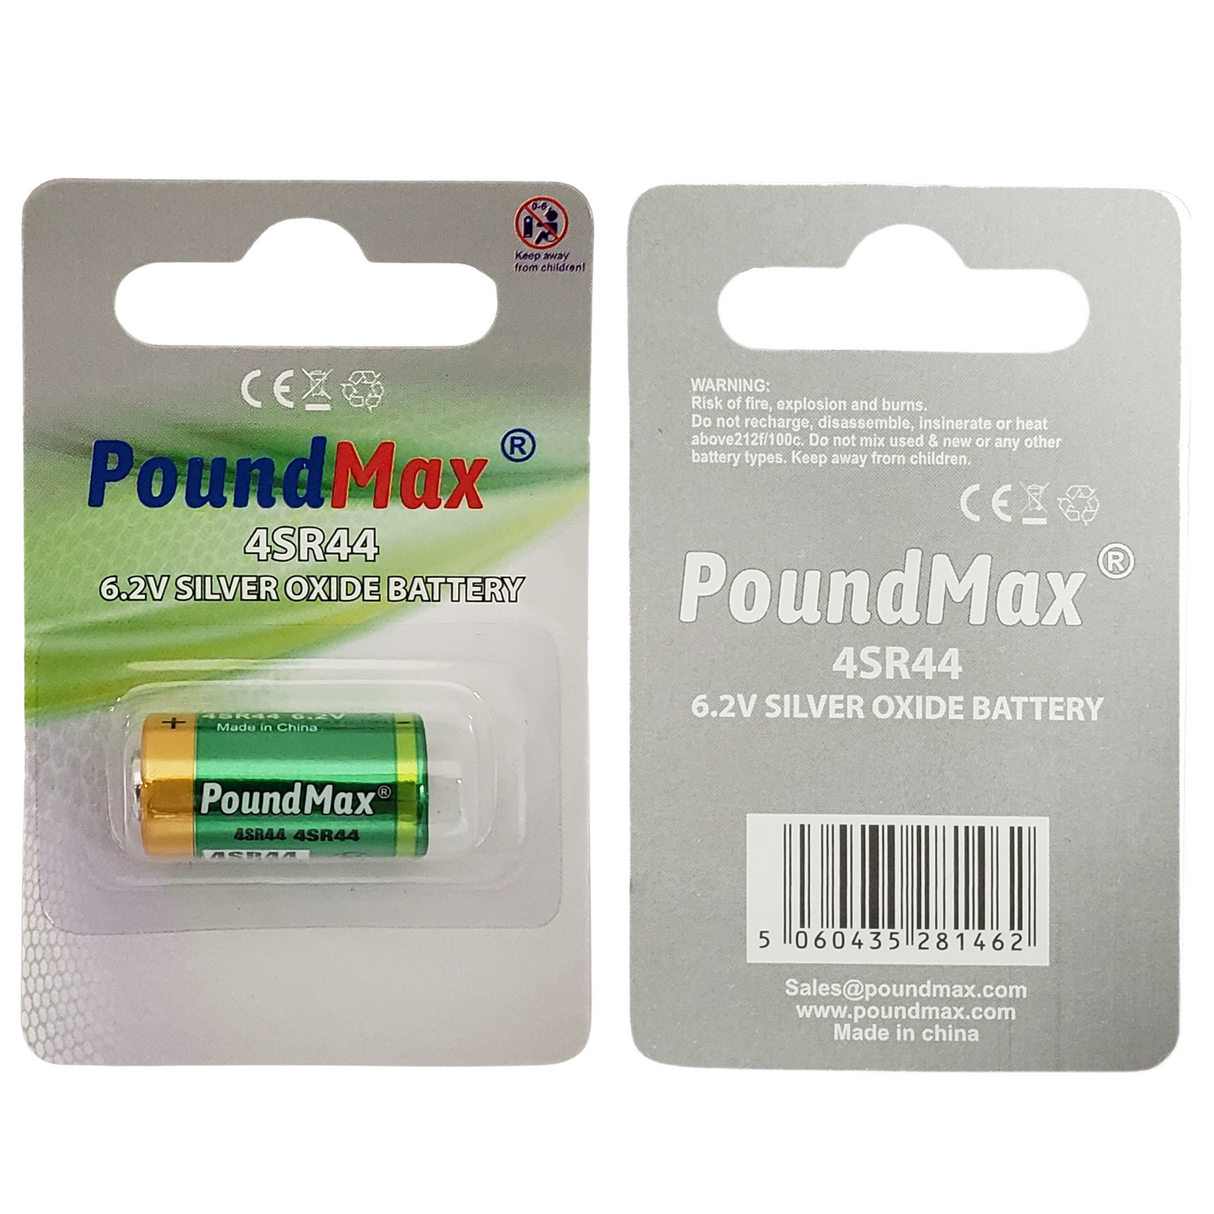 0-6
Keep away
from children!
CE
PoundMax®
4SR44
6.2V SILVER OXIDE BATTERY
+ 4SR44 6.2V -
Made in China
PoundMax®
4SR44 4SR44
4SR44
WARNING:
Risk of fire, explosion and burns.
Do not recharge, disassemble, insinerate or heat
above212f/100c. Do not mix used & new or any other
battery types. Keep away frorn children.
CE
PoundMax®
4SR44
6.2V SILVER OXIDE BATTERY
5 060435 281462
Sales@poundmax.com
www.poundmax.com
Made in china